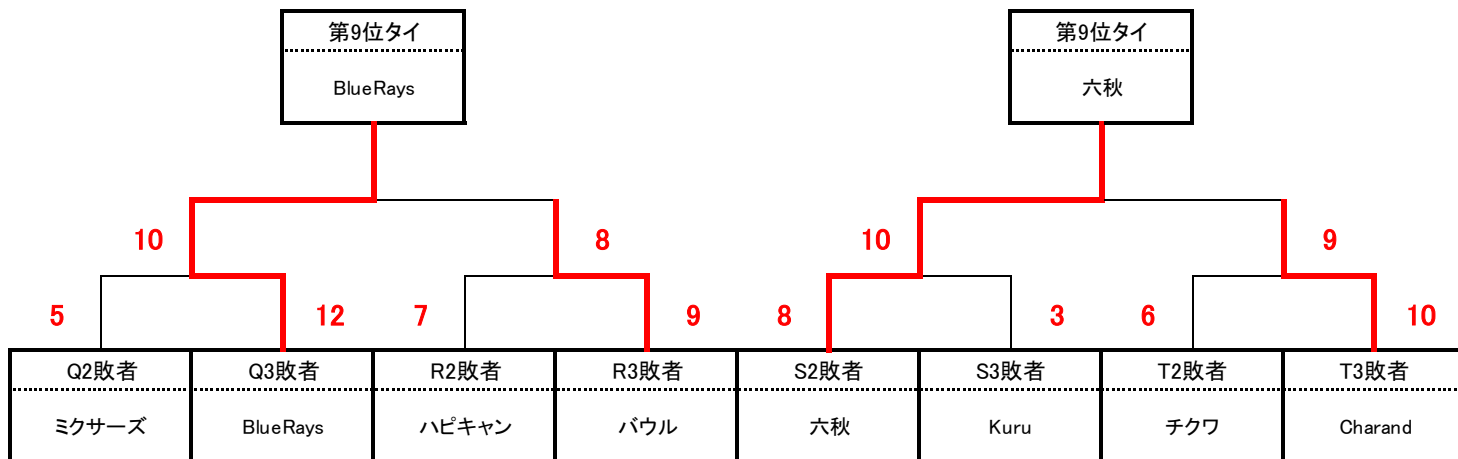 第9位タイ
第9位タイ
BlueRays
六秋
10
8
10
9
5
12
7
9
8
3
6
10
Q2敗者
Q3敗者
R2敗者
R3敗者
S2敗者
S3敗者
T2敗者
T3敗者
ミクサーズ
BlueRays
ハピキャン
バウル
六秋
Kuru
チクワ
Charand